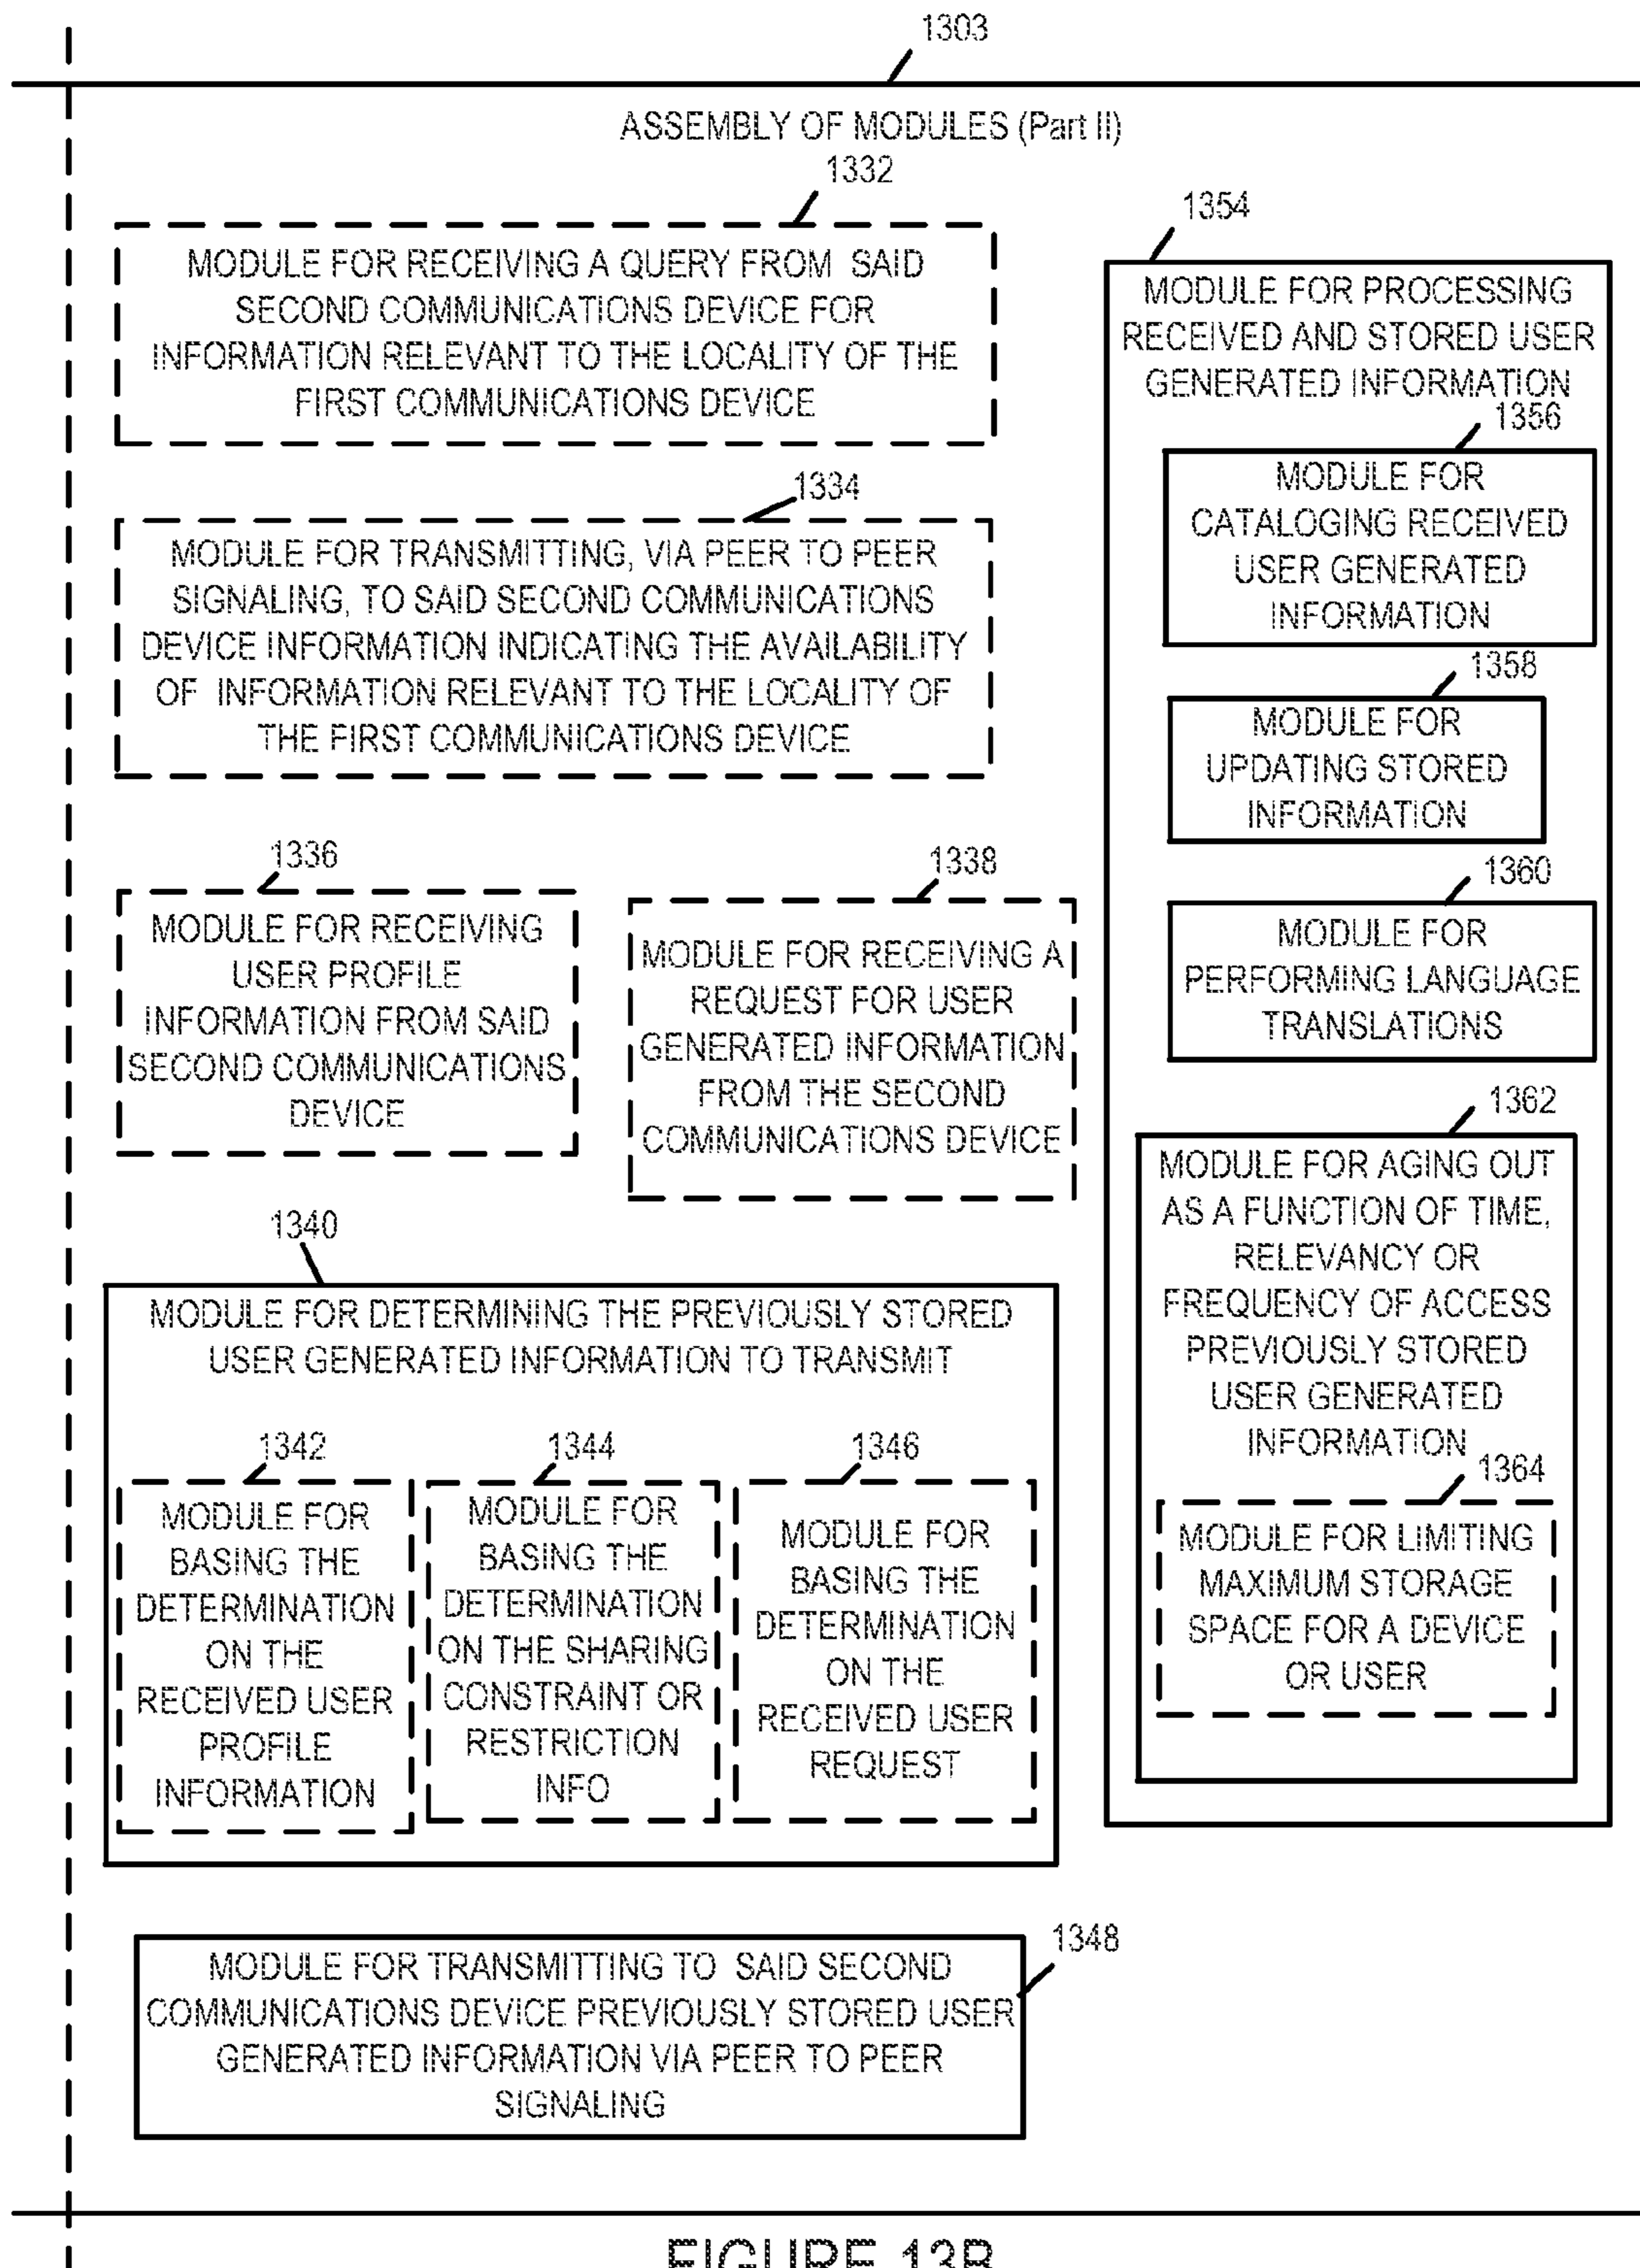 1303
ASSEMBLY OF MODULES (Part II)
1332
MODULE FOR RECEIVING A QUERY FROM SAID
SECOND COMMUNICATIONS DEVICE FOR
INFORMATION RELEVANT TO THE LOCALITY OF THE
FIRST COMMUNICATIONS DEVICE
1334
MODULE FOR TRANSMITTING, VIA PEER TO PEER
SIGNALING, TO SAID SECOND COMMUNICATIONS
DEVICE INFORMATION INDICATING THE AVAILABILITY
OF INFORMATION RELEVANT TO THE LOCALITY OF
THE FIRST COMMUNICATIONS DEVICE
1336
MODULE FOR RECEIVING
USER PROFILE
INFORMATION FROM SAID
SECOND COMMUNICATIONS
DEVICE
1338
MODULE FOR RECEIVING A
REQUEST FOR USER
GENERATED INFORMATION
FROM THE SECOND
COMMUNICATIONS DEVICE
1340
MODULE FOR DETERMINING THE PREVIOUSLY STORED
USER GENERATED INFORMATION TO TRANSMIT
1342
MODULE FOR
BASING THE
DETERMINATION
ON THE
RECEIVED USER
PROFILE
INFORMATION
1344
MODULE FOR
BASING THE
DETERMINATION
ON THE SHARING
CONSTRAINT OR
RESTRICTION
INFO
1346
MODULE FOR
BASING THE
DETERMINATION
ON THE
RECEIVED USER
REQUEST
1348
MODULE FOR TRANSMITTING TO SAID SECOND
COMMUNICATIONS DEVICE PREVIOUSLY STORED USER
GENERATED INFORMATION VIA PEER TO PEER
SIGNALING
1354
MODULE FOR PROCESSING
RECEIVED AND STORED USER
GENERATED INFORMATION
1356
MODULE FOR
CATALOGING RECEIVED
USER GENERATED
INFORMATION
1358
MODULE FOR
UPDATING STORED
INFORMATION
1360
MODULE FOR
PERFORMING LANGUAGE
TRANSLATIONS
1362
MODULE FOR AGING OUT
AS A FUNCTION OF TIME,
RELEVANCY OR
FREQUENCY OF ACCESS
PREVIOUSLY STORED
USER GENERATED
INFORMATION
1364
MODULE FOR LIMITING
MAXIMUM STORAGE
SPACE FOR A DEVICE
OR USER
FIGURE 13B